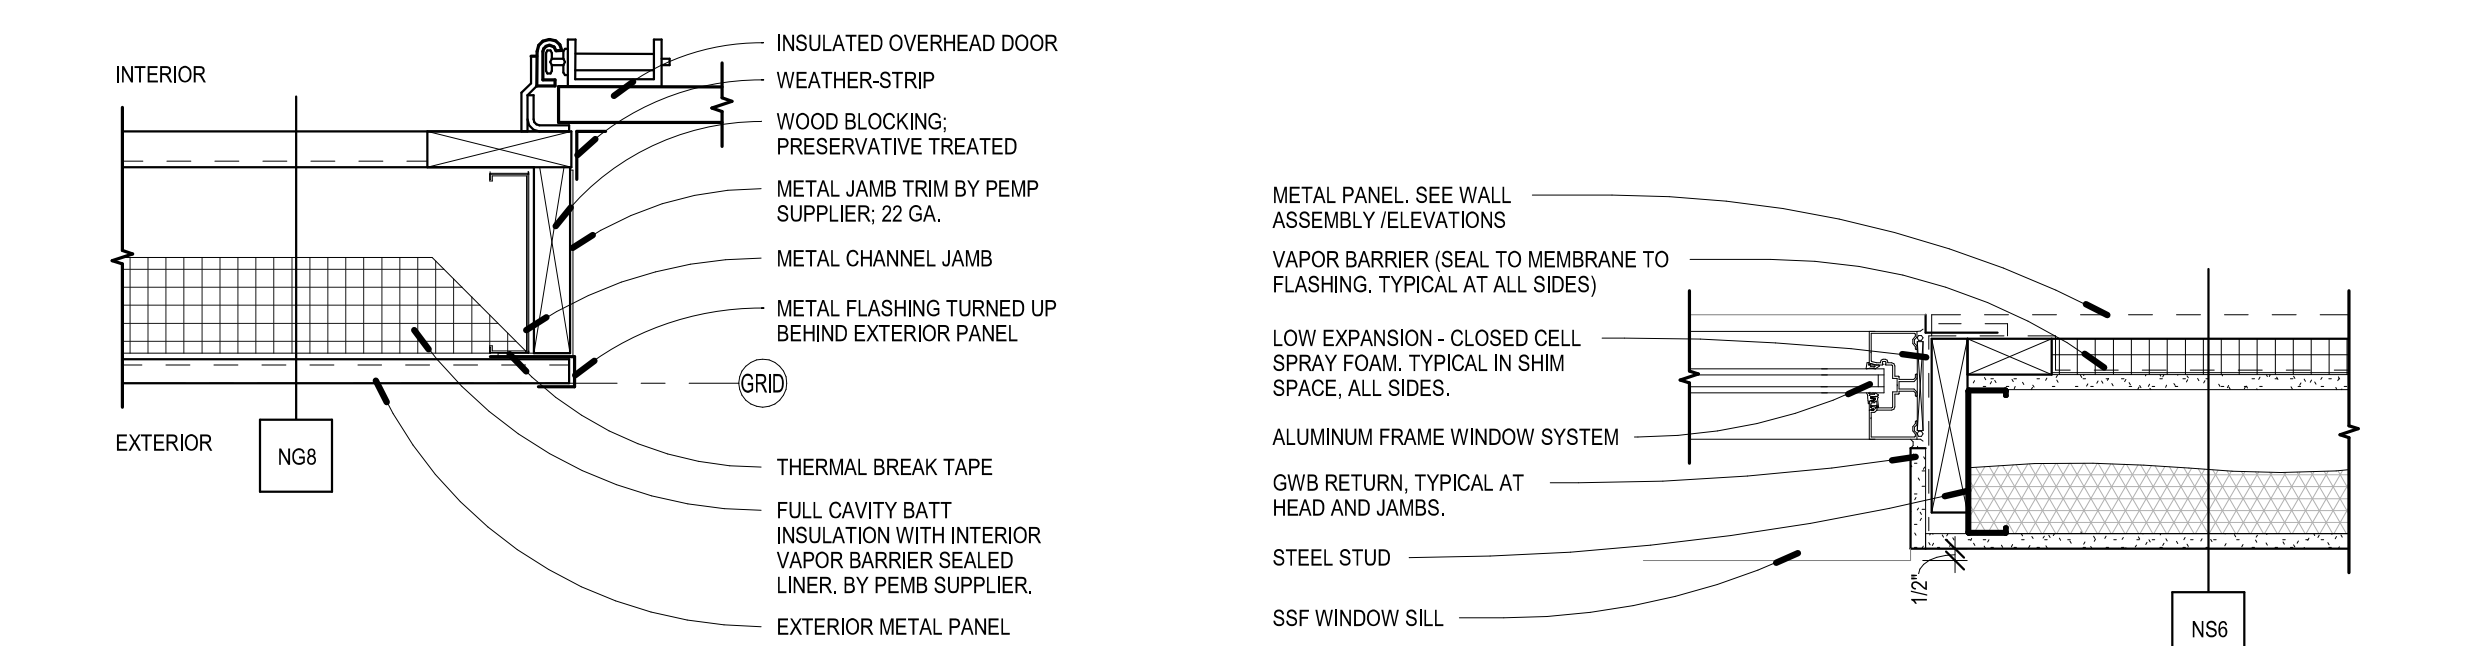 INTERIOR
EXTERIOR
NG8
INSULATED OVERHEAD DOOR
WEATHER-STRIP
WOOD BLOCKING;
PRESERVATIVE TREATED
METAL JAMB TRIM BY PEMP
SUPPLIER; 22 GA.
METAL CHANNEL JAMB
METAL FLASHING TURNED UP
BEHIND EXTERIOR PANEL
GRID
THERMAL BREAK TAPE
FULL CAVITY BATT
INSULATION WITH INTERIOR
VAPOR BARRIER SEALED
LINER. BY PEMB SUPPLIER.
EXTERIOR METAL PANEL
METAL PANEL. SEE WALL
ASSEMBLY /ELEVATIONS
VAPOR BARRIER (SEAL TO MEMBRANE TO
FLASHING. TYPICAL AT ALL SIDES)
LOW EXPANSION - CLOSED CELL
SPRAY FOAM. TYPICAL IN SHIM
SPACE, ALL SIDES.
ALUMINUM FRAME WINDOW SYSTEM
GWB RETURN, TYPICAL AT
HEAD AND JAMBS.
STEEL STUD
SSF WINDOW SILL
1/2"
NS6